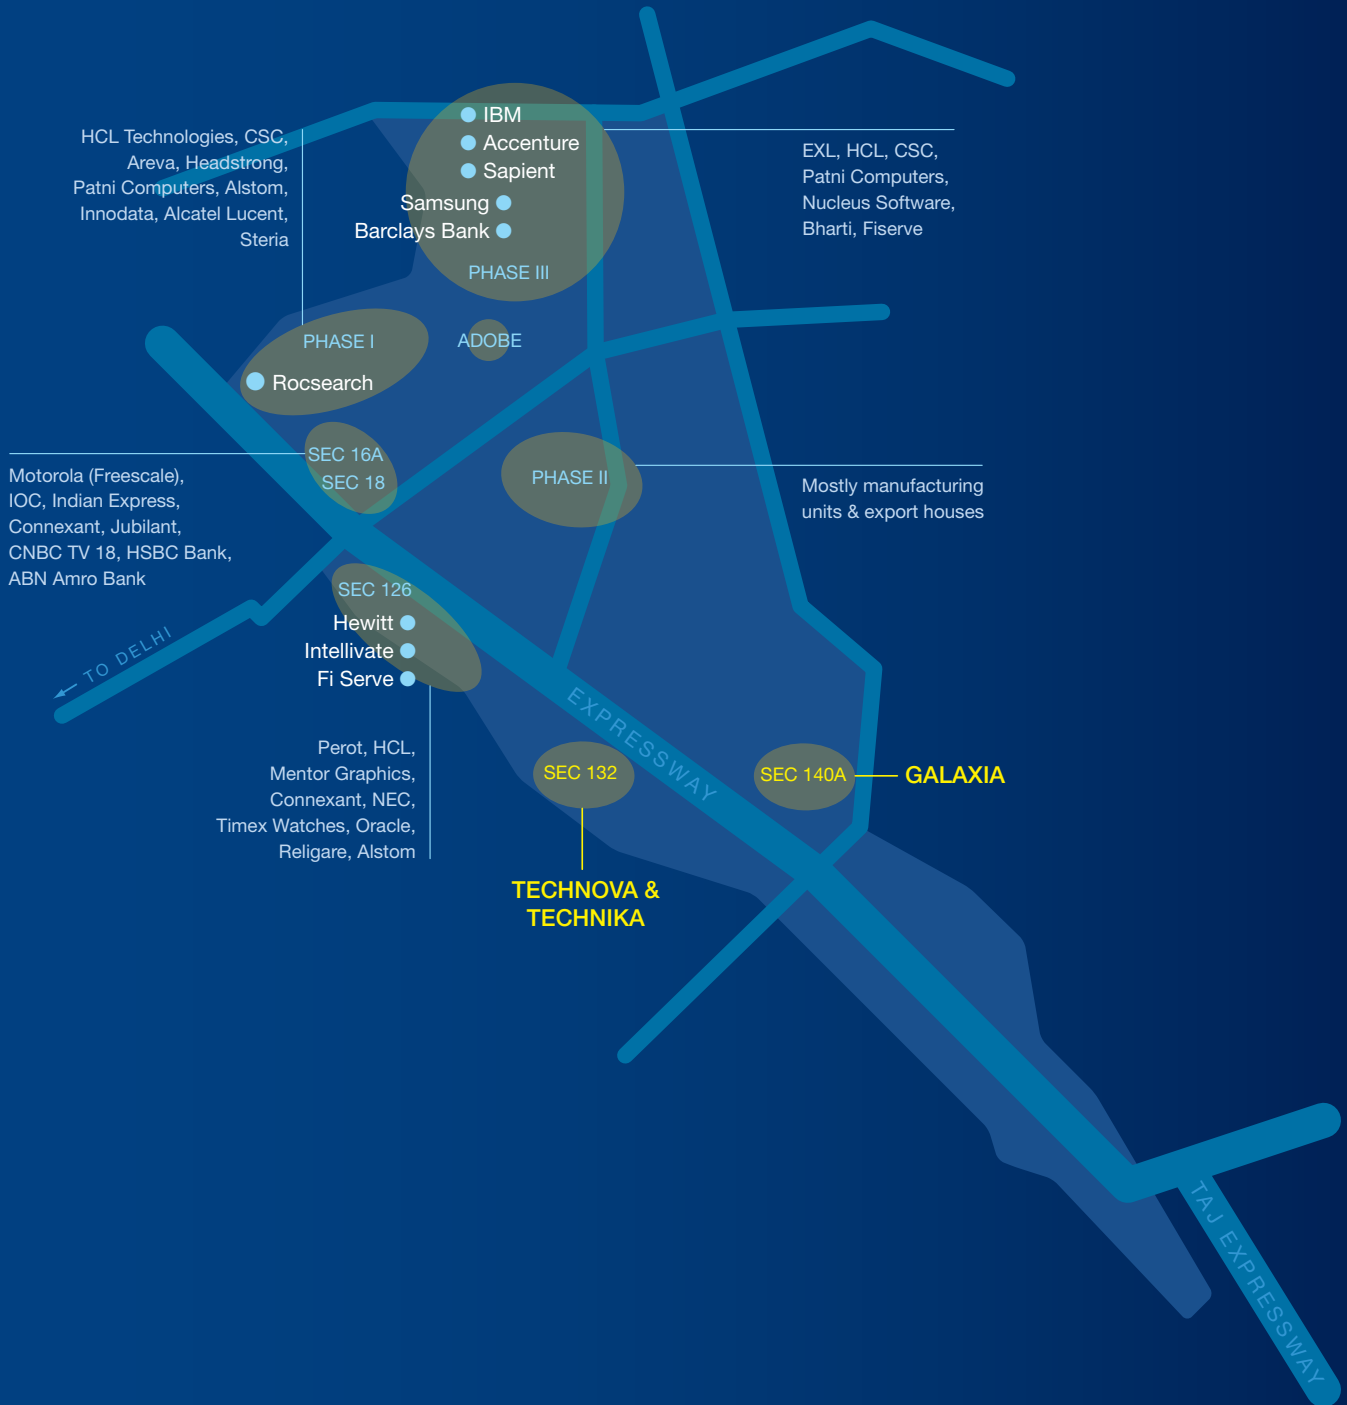 IBM
Accenture
Sapient
Samsung
Barclays Bank
PHASE III
HCL Technologies, CSC,
Areva, Headstrong,
Patni Computers, Alstom,
Innodata, Alcatel Lucent,
Steria
EXL, HCL, CSC,
Patni Computers,
Nucleus Software,
Bharti, Fiserve
PHASE I
Rocsearch
ADOBE
SEC 16A
SEC 18
Motorola (Freescale),
IOC, Indian Express,
Connexant, Jubilant,
CNBC TV 18, HSBC Bank,
ABN Amro Bank
PHASE II
Mostly manufacturing
units & export houses
SEC 126
Hewitt
Intellivate
Fi Serve
TO DELHI
Perot, HCL,
Mentor Graphics,
Connexant, NEC,
Timex Watches, Oracle,
Religare, Alstom
EXPRESSWAY
SEC 132
TECHNOVA &
TECHNIKA
SEC 140A
GALAXIA
TAJ EXPRESSWAY